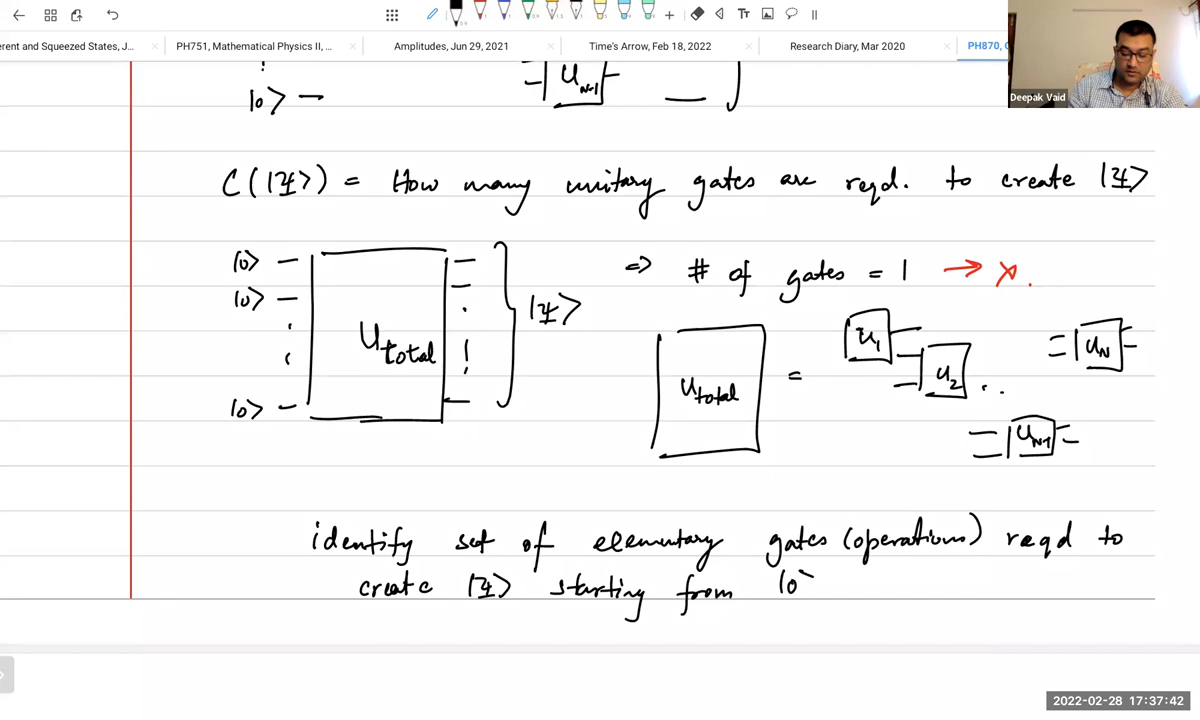 erent and Squeezed States, J... × PH751, Mathematical Physics II, ... × Amplitudes, Jun 29, 2021 × Time's Arrow, Feb 18, 2022 × Research Diary, Mar 2020 × PH870,
Deepak Vaid
|0> U_{N-1}
C(|Ψ>) = How many unitary gates are reqd. to create |Ψ>
|0>
|0>
U_total
|Ψ>
|0>
=> # of gates = 1 → ×.
U_total = U_1 U_2 .. U_{N-1} U_N
identify set of elementary gates (operations) reqd to
create |Ψ> starting from |0>
2022-02-28 17:37:42